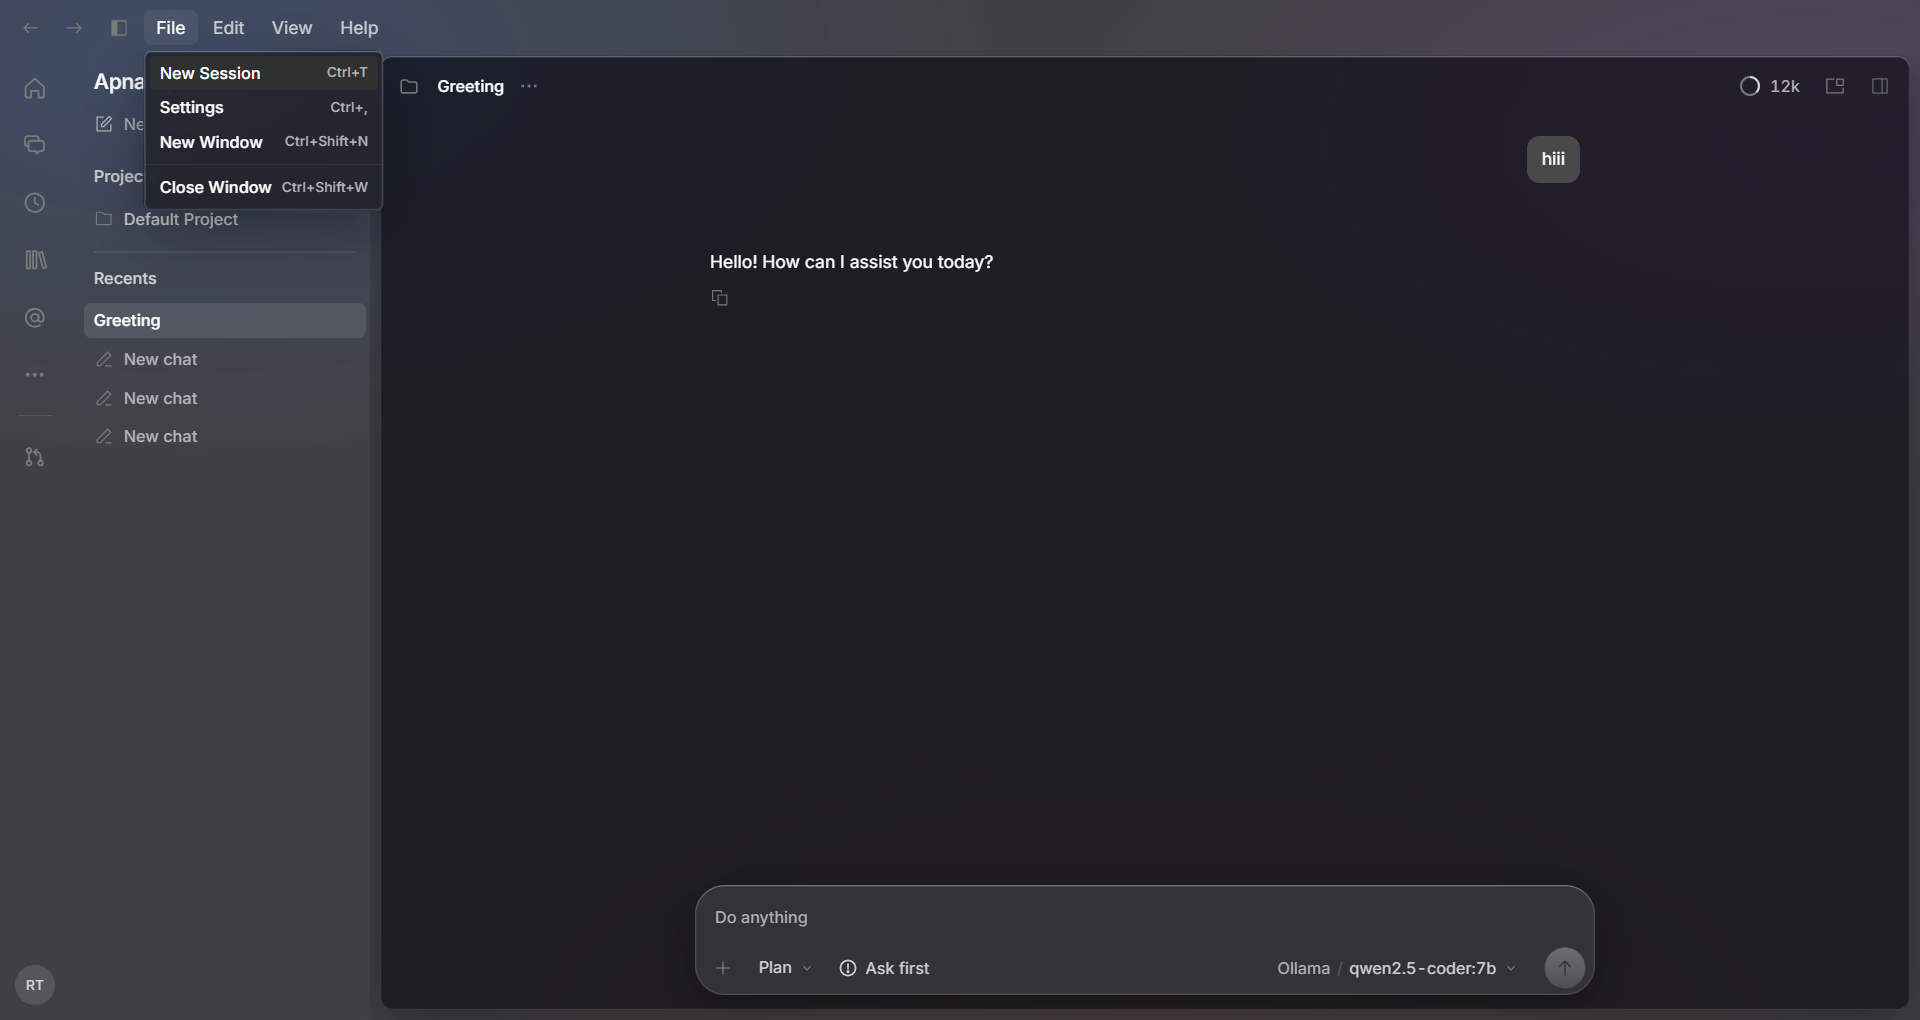 File Edit View Help
New Session Ctrl+T
Settings Ctrl+,
New Window Ctrl+Shift+N
Close Window Ctrl+Shift+W
Apna
Ne
Projec
Default Project
Recents
Greeting
New chat
New chat
New chat
RT
Greeting ... 12k
hiii
Hello! How can I assist you today?
Do anything
Plan Ask first Ollama / qwen2.5-coder:7b